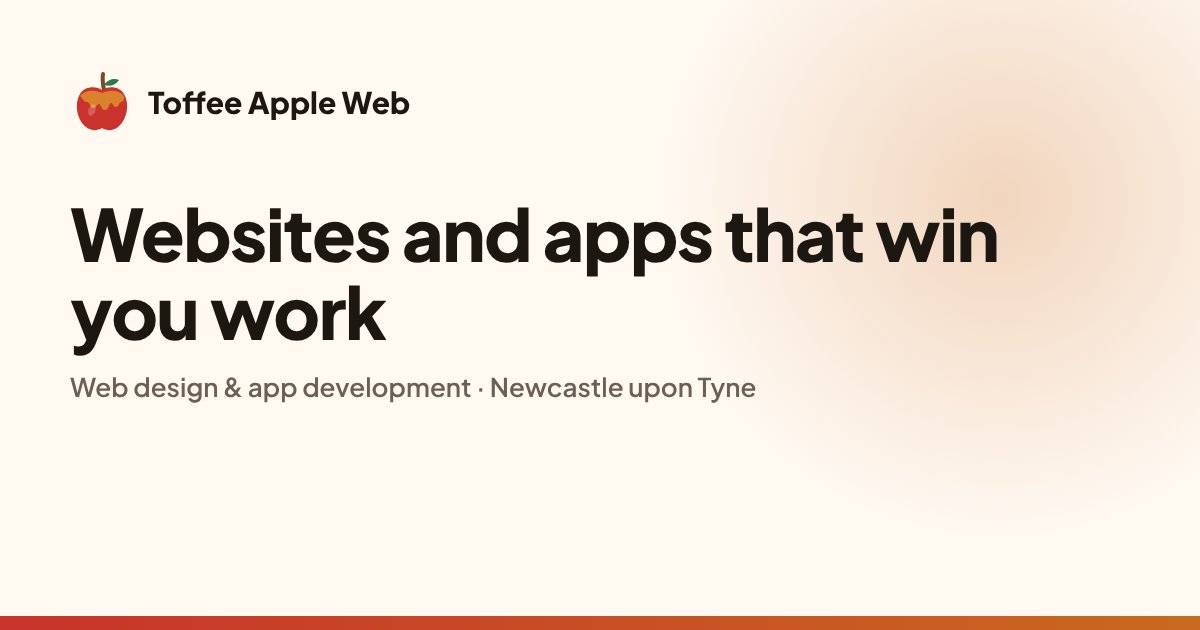 Toffee Apple Web
Websites and apps that win
you work
Web design & app development · Newcastle upon Tyne